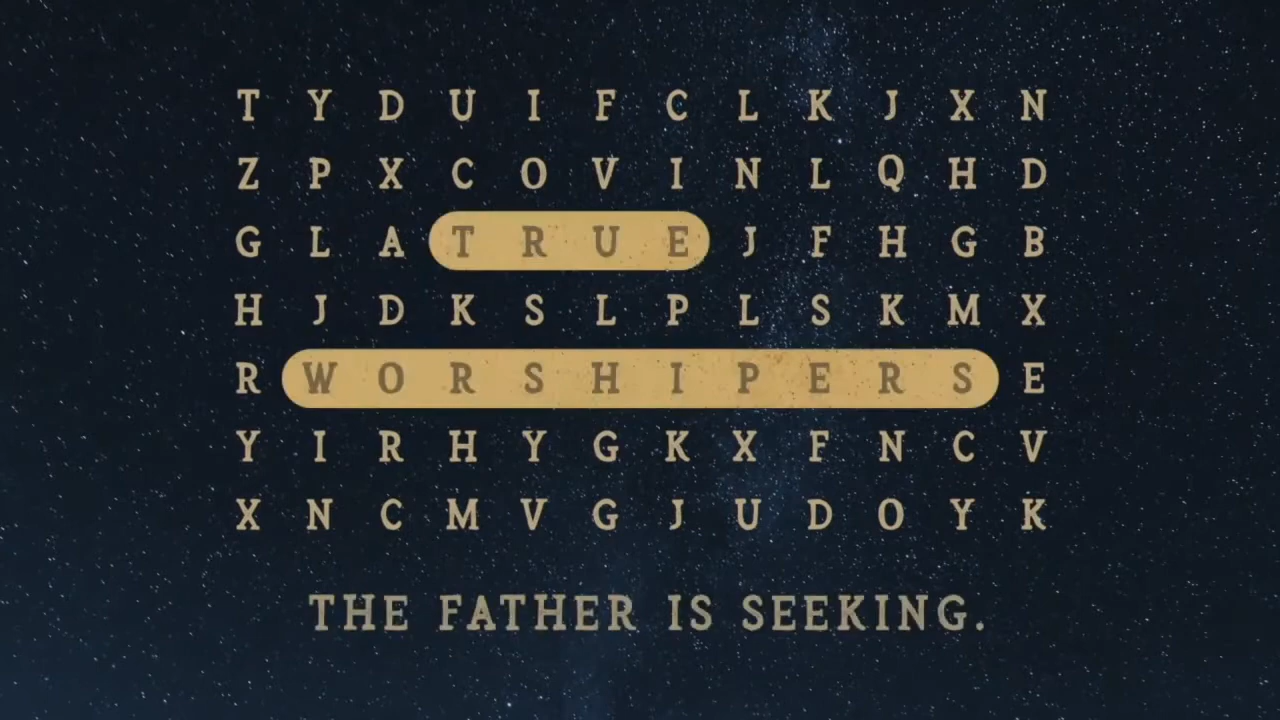 T Y D U I F C L K J X N
Z P X C O V I N L Q H D
G L A T R U E J F H G B
H J D K S L P L S K M X
R W O R S H I P E R S E
Y I R H Y G K X F N C V
X N C M V G J U D O Y K
THE FATHER IS SEEKING.